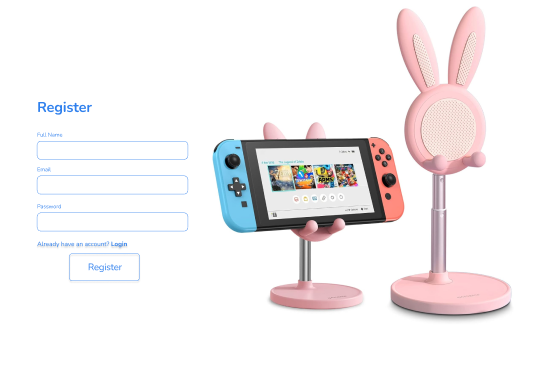 Register
Full Name
Email
Password
Already have an account? Login
Register